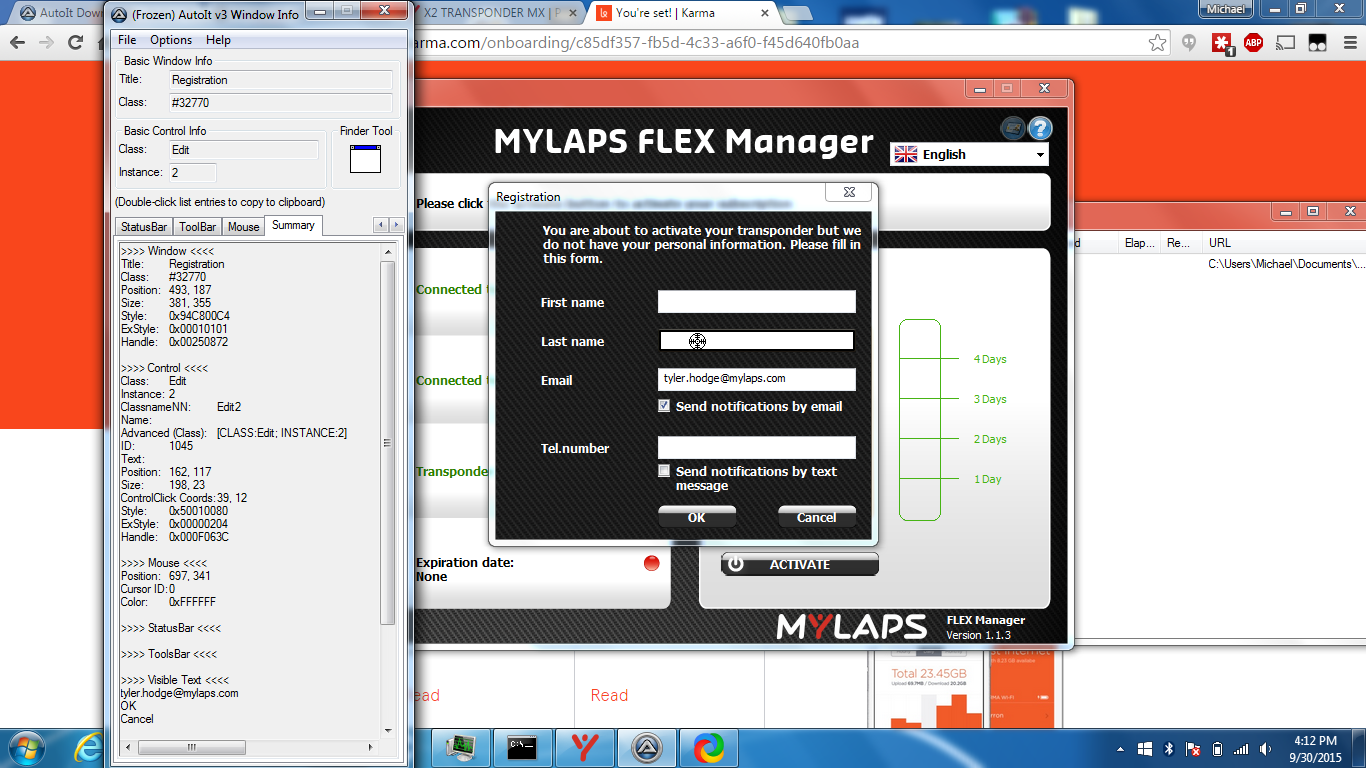 AutoIt Dow
X2 TRANSPONDER MX | P
You're set! | Karma
Michael
arma.com/onboarding/c85df357-fb5d-4c33-a6f0-f45d640fb0aa
1
ABP
(Frozen) AutoIt v3 Window Info
File Options Help
Basic Window Info
Title: Registration
Class: #32770
Basic Control Info
Class: Edit
Instance: 2
Finder Tool
(Double-click list entries to copy to clipboard)
StatusBar ToolBar Mouse Summary
>>>> Window <<<<
Title: Registration
Class: #32770
Position: 493, 187
Size: 381, 355
Style: 0x94C800C4
ExStyle: 0x00010101
Handle: 0x00250872
>>>> Control <<<<
Class: Edit
Instance: 2
ClassnameNN: Edit2
Name:
Advanced (Class): [CLASS:Edit; INSTANCE:2]
ID: 1045
Text:
Position: 162, 117
Size: 198, 23
ControlClick Coords: 39, 12
Style: 0x50010080
ExStyle: 0x00000204
Handle: 0x000F063C
>>>> Mouse <<<<
Position: 697, 341
Cursor ID: 0
Color: 0xFFFFFF
>>>> StatusBar <<<<
>>>> ToolsBar <<<<
>>>> Visible Text <<<<
tyler.hodge@mylaps.com
OK
Cancel
MYLAPS FLEX Manager
English
Please click
Connected t
Connected t
Transponde
Expiration date:
None
Registration
You are about to activate your transponder but we
do not have your personal information. Please fill in
this form.
First name
Last name
Email tyler.hodge@mylaps.com
Send notifications by email
Tel.number
Send notifications by text
message
OK Cancel
4 Days
3 Days
2 Days
1 Day
ACTIVATE
MYLAPS
FLEX Manager
Version 1.1.3
d Elap... Re... URL
C:\Users\Michael\Documents\...
ead
Read
Total 23.45GB
4:12 PM
9/30/2015